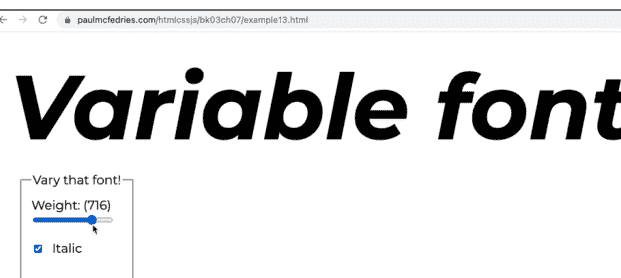 paulmcfedries.com/htmlcssjs/bk03ch07/example13.html
Variable font
Vary that font!
Weight: (716)
Italic